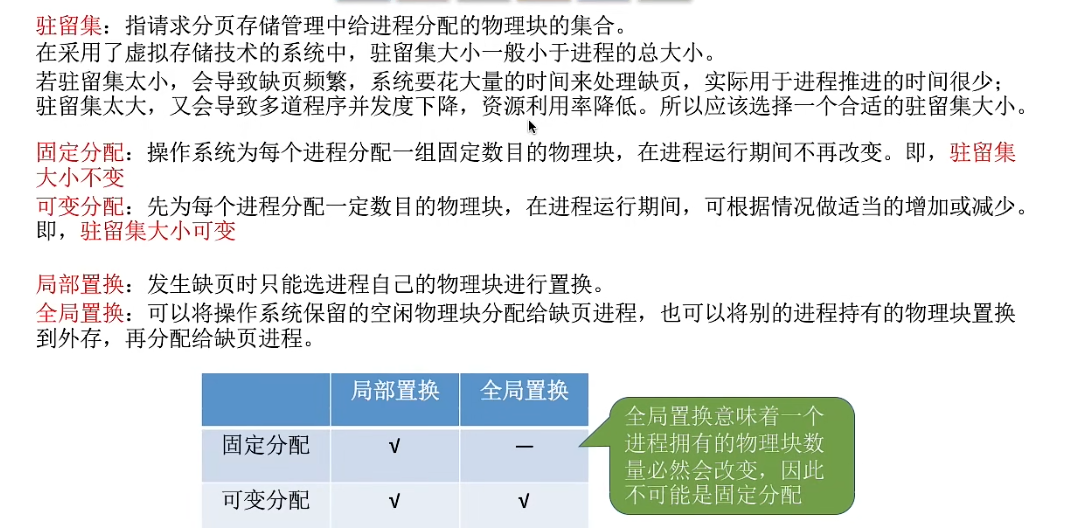 驻留集：指请求分页存储管理中给进程分配的物理块的集合。
在采用了虚拟存储技术的系统中，驻留集大小一般小于进程的总大小。
若驻留集太小，会导致缺页频繁，系统要花大量的时间来处理缺页，实际用于进程推进的时间很少；
驻留集太大，又会导致多道程序并发度下降，资源利用率降低。所以应该选择一个合适的驻留集大小。
固定分配：操作系统为每个进程分配一组固定数目的物理块，在进程运行期间不再改变。即，驻留集
大小不变
可变分配：先为每个进程分配一定数目的物理块，在进程运行期间，可根据情况做适当的增加或减少。
即，驻留集大小可变
局部置换：发生缺页时只能选进程自己的物理块进行置换。
全局置换：可以将操作系统保留的空闲物理块分配给缺页进程，也可以将别的进程持有的物理块置换
到外存，再分配给缺页进程。
局部置换 全局置换
固定分配 √ —
可变分配 √ √
全局置换意味着一个
进程拥有的物理块数
量必然会改变，因此
不可能是固定分配